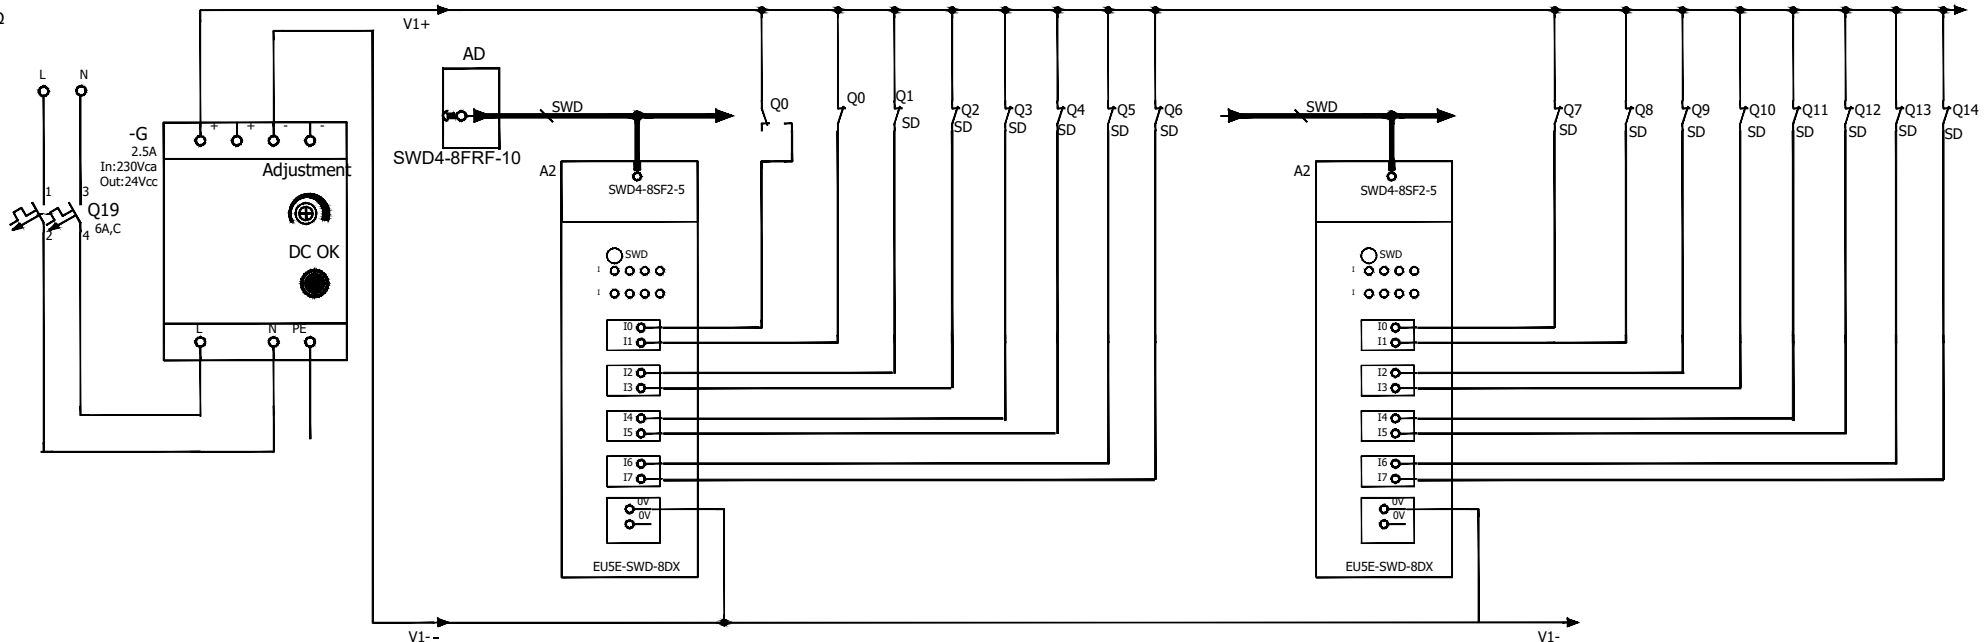 Q
V1+
AD
L
N
SWD
SWD
Q0
Q0
Q1
SD
Q2
SD
Q3
SD
Q4
SD
Q5
SD
Q6
SD
Q7
SD
Q8
SD
Q9
SD
Q10
SD
Q11
SD
Q12
SD
Q13
SD
Q14
SD
+ + - -
-G
2.5A
In:230Vca
Out:24Vcc
Adjustment
SWD4-8FRF-10
A2
SWD4-8SF2-5
A2
SWD4-8SF2-5
1
3
Q19
6A,C
2
4
DC OK
L
N
PE
SWD
I
I
I0
I1
I2
I3
I4
I5
I6
I7
0V
0V
EU5E-SWD-8DX
SWD
I
I
I0
I1
I2
I3
I4
I5
I6
I7
0V
0V
EU5E-SWD-8DX
V1--
V1-